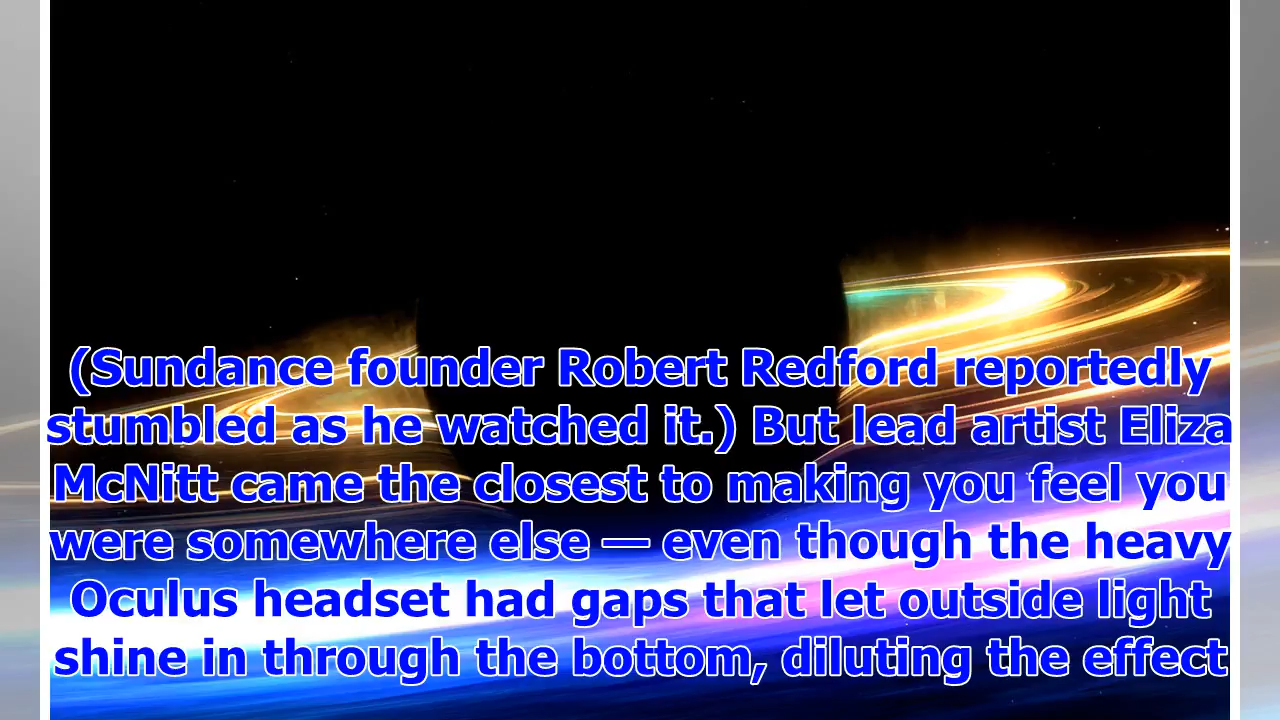 (Sundance founder Robert Redford reportedly
stumbled as he watched it.) But lead artist Eliza
McNitt came the closest to making you feel you
were somewhere else — even though the heavy
Oculus headset had gaps that let outside light
shine in through the bottom, diluting the effect